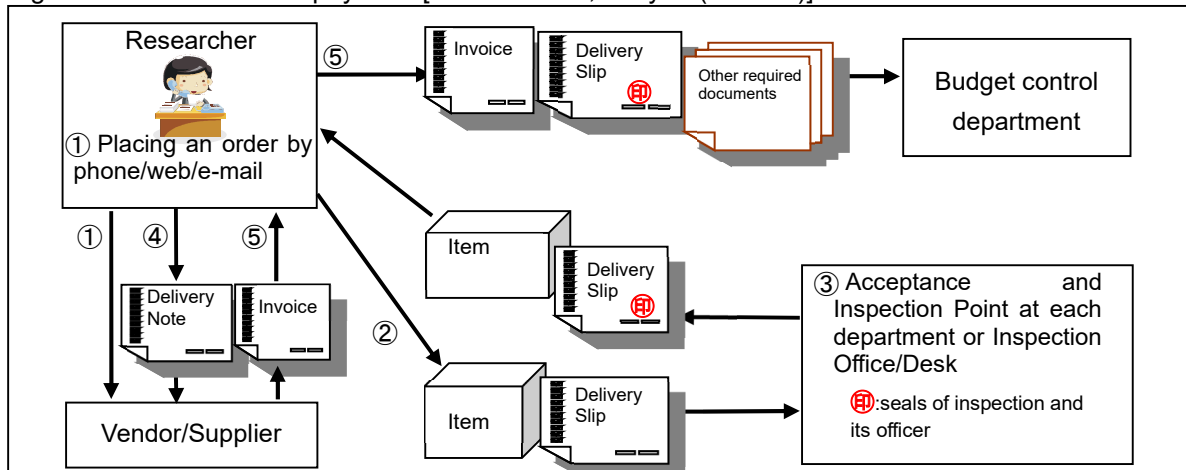 Researcher
① Placing an order by
phone/web/e-mail
⑤
Invoice
Delivery
Slip
印
Other required
documents
Budget control
department
①
④
⑤
Delivery
Note
Invoice
②
Item
Delivery
Slip
印
③ Acceptance and
Inspection Point at each
department or Inspection
Office/Desk
印:seals of inspection and
its officer
Item
Delivery
Slip
Vendor/Supplier